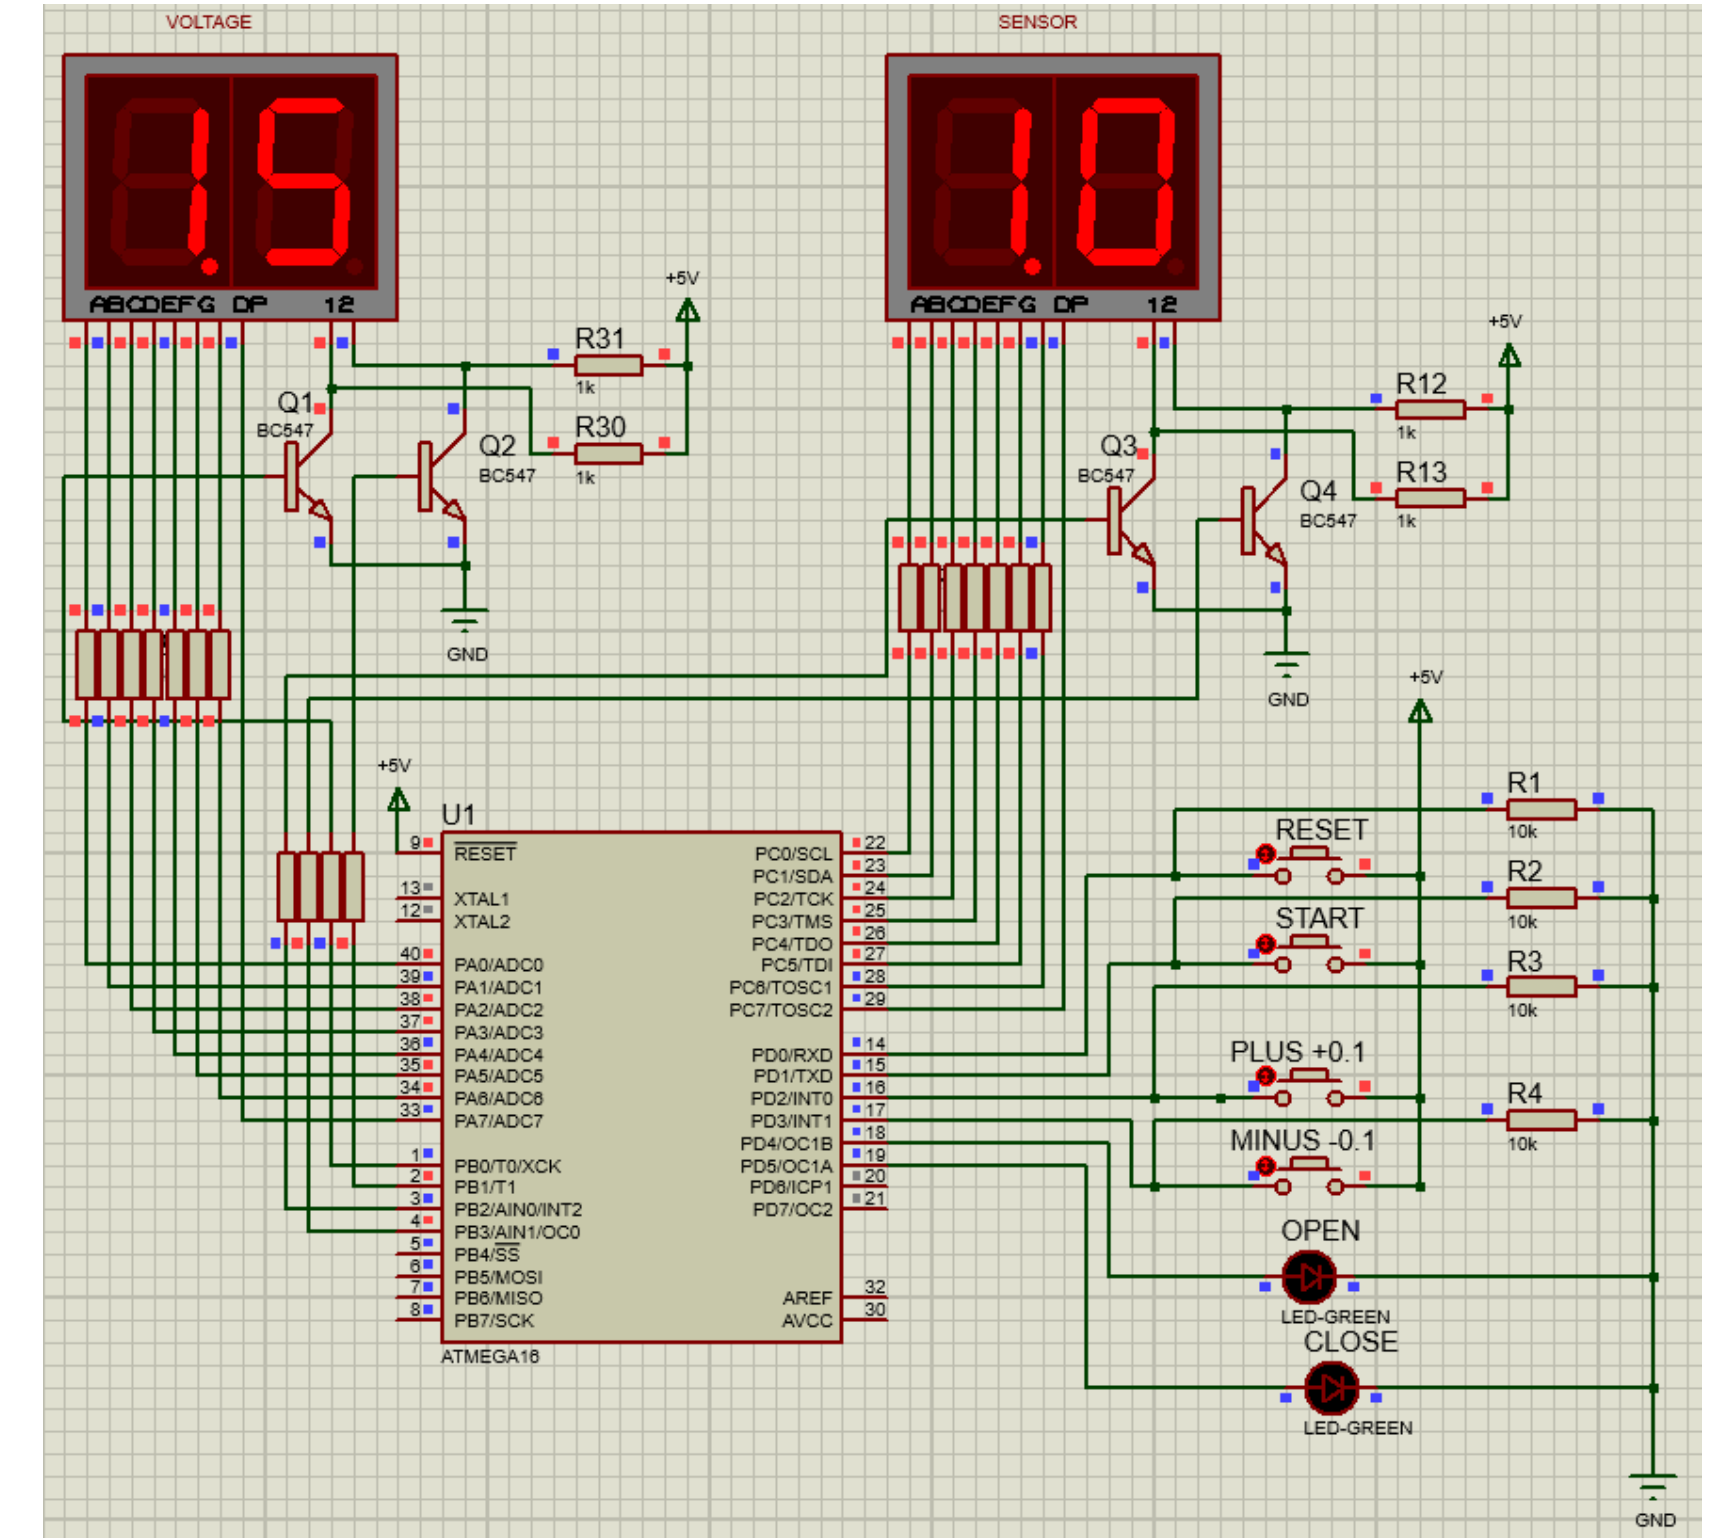 VOLTAGE
SENSOR
15
10
ABCDEFG DP 12
ABCDEFG DP 12
+5V
R31
1k
R30
1k
Q1
BC547
Q2
BC547
GND
+5V
R12
1k
R13
1k
Q3
BC547
Q4
BC547
GND
+5V
+5V
U1
9 RESET
13 XTAL1
12 XTAL2
40 PA0/ADC0
39 PA1/ADC1
38 PA2/ADC2
37 PA3/ADC3
36 PA4/ADC4
35 PA5/ADC5
34 PA6/ADC6
33 PA7/ADC7
1 PB0/T0/XCK
2 PB1/T1
3 PB2/AIN0/INT2
4 PB3/AIN1/OC0
5 PB4/SS
6 PB5/MOSI
7 PB6/MISO
8 PB7/SCK
PC0/SCL 22
PC1/SDA 23
PC2/TCK 24
PC3/TMS 25
PC4/TDO 26
PC5/TDI 27
PC6/TOSC1 28
PC7/TOSC2 29
PD0/RXD 14
PD1/TXD 15
PD2/INT0 16
PD3/INT1 17
PD4/OC1B 18
PD5/OC1A 19
PD6/ICP1 20
PD7/OC2 21
AREF 32
AVCC 30
ATMEGA16
R1
10k
RESET
R2
10k
START
R3
10k
PLUS +0.1
R4
10k
MINUS -0.1
OPEN
LED-GREEN
CLOSE
LED-GREEN
GND